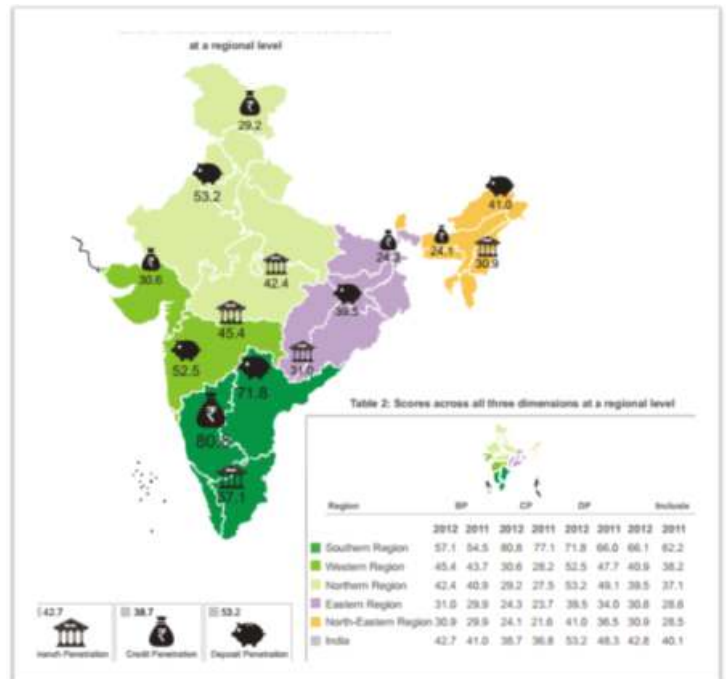 at a regional level
29.2
53.2
41.0
24.3
24.1
30.9
30.6
42.4
39.5
45.4
52.5
31.0
71.8
80.8
57.1
Table 2: Scores across all three dimensions at a regional level
Region BP CP DP Inclusix
2012 2011 2012 2011 2012 2011 2012 2011
Southern Region 57.1 54.5 80.8 77.1 71.8 66.0 66.1 62.2
Western Region 45.4 43.7 30.6 28.2 52.5 47.7 40.9 38.2
Northern Region 42.4 40.9 29.2 27.5 53.2 49.1 39.5 37.1
Eastern Region 31.0 29.9 24.3 23.7 39.5 34.0 30.8 28.6
North-Eastern Region 30.9 29.9 24.1 21.6 41.0 36.5 30.9 28.5
India 42.7 41.0 38.7 36.8 53.2 48.3 42.8 40.1
42.7 38.7 53.2
Penetration Credit Penetration Deposit Penetration